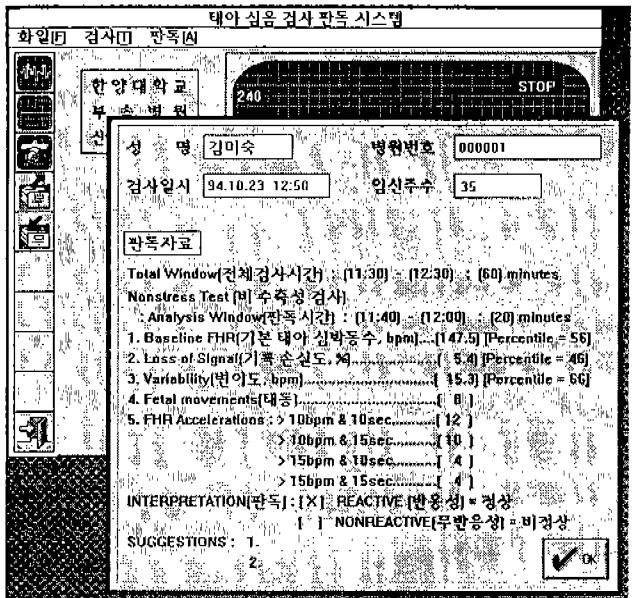 태아 심음 검사 판독 시스템
화일[F] 검사[T] 판독[A]
한양대학교
부속병원
STOP
240
성 명 김미숙 병원번호 000001
검사일시 94.10.23 12:50 임신주수 35
판독자료
Total Window[전체검사시간] : (11:30) - (12:30) : (60) minutes
Nonstress Test [비 수축성 검사]
: Analysis Window[판독시간] : (11:40) - (12:00) : (20) minutes
1. Baseline FHR(기본 태아 심박동수, bpm)...(147.5) [Percentile = 56]
2. Loss of Signal(기록 손실도, %)....................( 5.4) [Percentile = 46]
3. Variability(변이도, bpm)............................( 15.3) [Percentile = 66]
4. Fetal movements(태동)............................[ 8 ]
5. FHR Accelerations : > 10bpm & 10sec.........[ 12 ]
> 10bpm & 15sec.........[ 10 ]
> 15bpm & 10sec.........[ 4 ]
> 15bpm & 15sec.........[ 4 ]
INTERPRETATION[판독] : [X] REACTIVE [반응성] = 정상
[ ] NONREACTIVE[무반응성] = 비정상
SUGGESTIONS : 1.
2.
OK